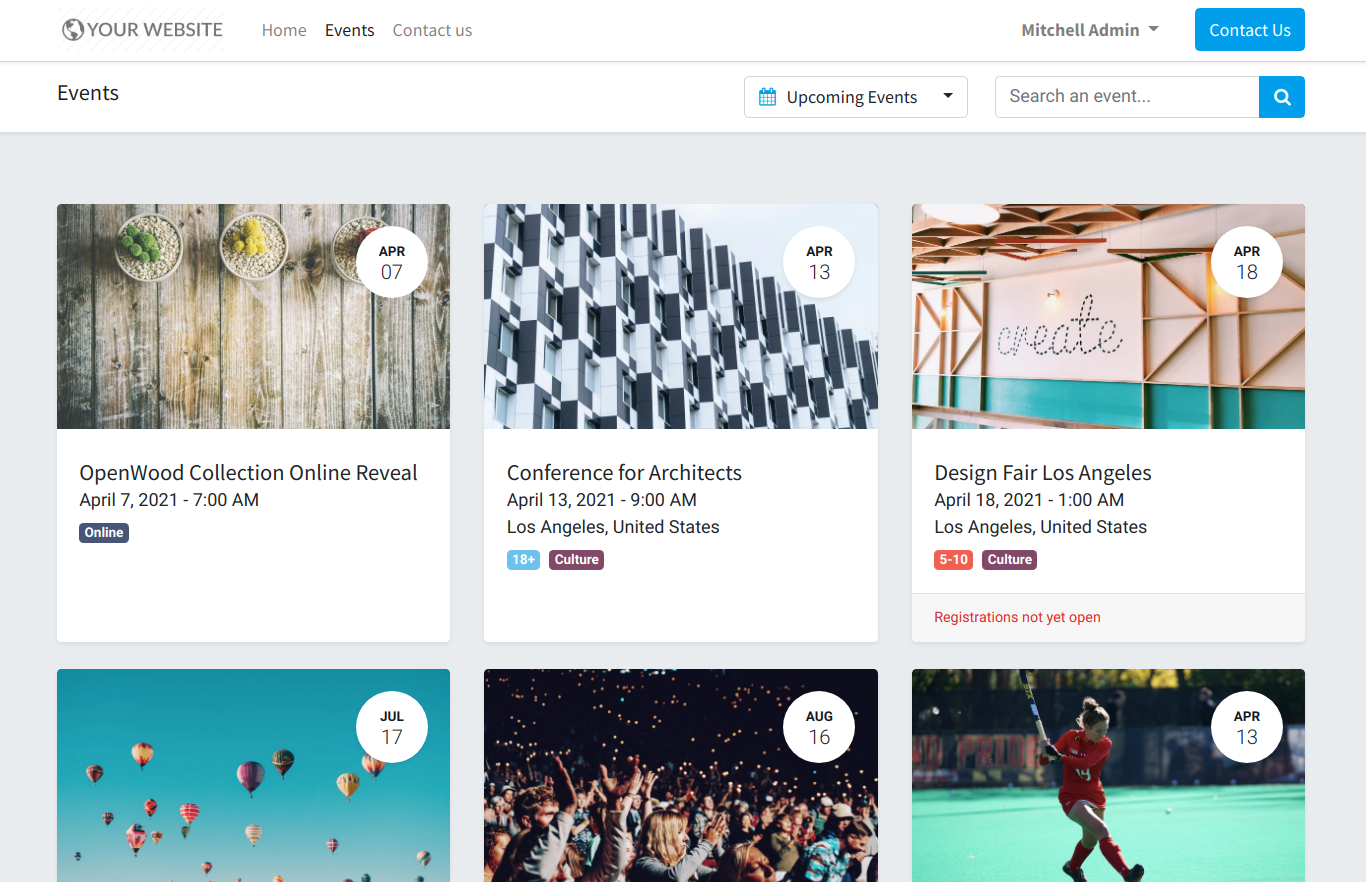 YOUR WEBSITE
Home
Events
Contact us
Mitchell Admin
Contact Us
Events
Upcoming Events
Search an event...
APR
07
APR
13
APR
18
create
OpenWood Collection Online Reveal
April 7, 2021 - 7:00 AM
Online
Conference for Architects
April 13, 2021 - 9:00 AM
Los Angeles, United States
18+
Culture
Design Fair Los Angeles
April 18, 2021 - 1:00 AM
Los Angeles, United States
5-10
Culture
Registrations not yet open
JUL
17
AUG
16
APR
13
PRIDE
14